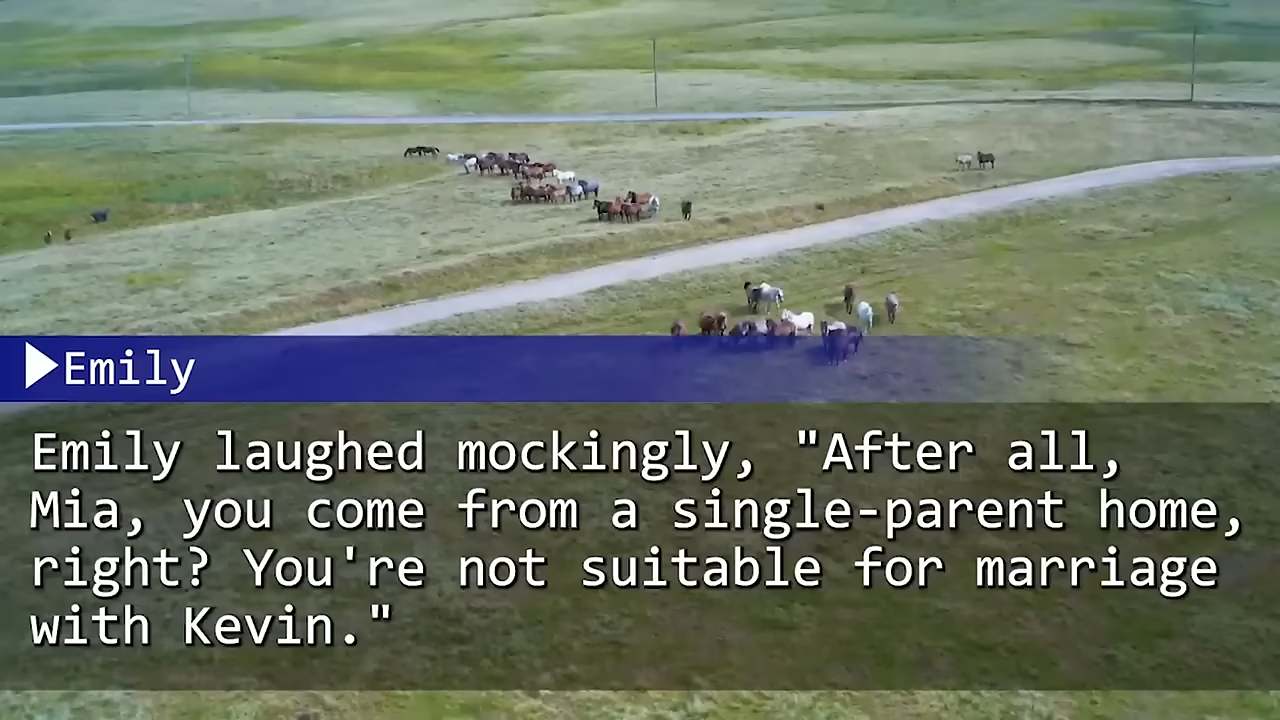 ▶Emily
Emily laughed mockingly, "After all,
Mia, you come from a single-parent home,
right? You're not suitable for marriage
with Kevin."